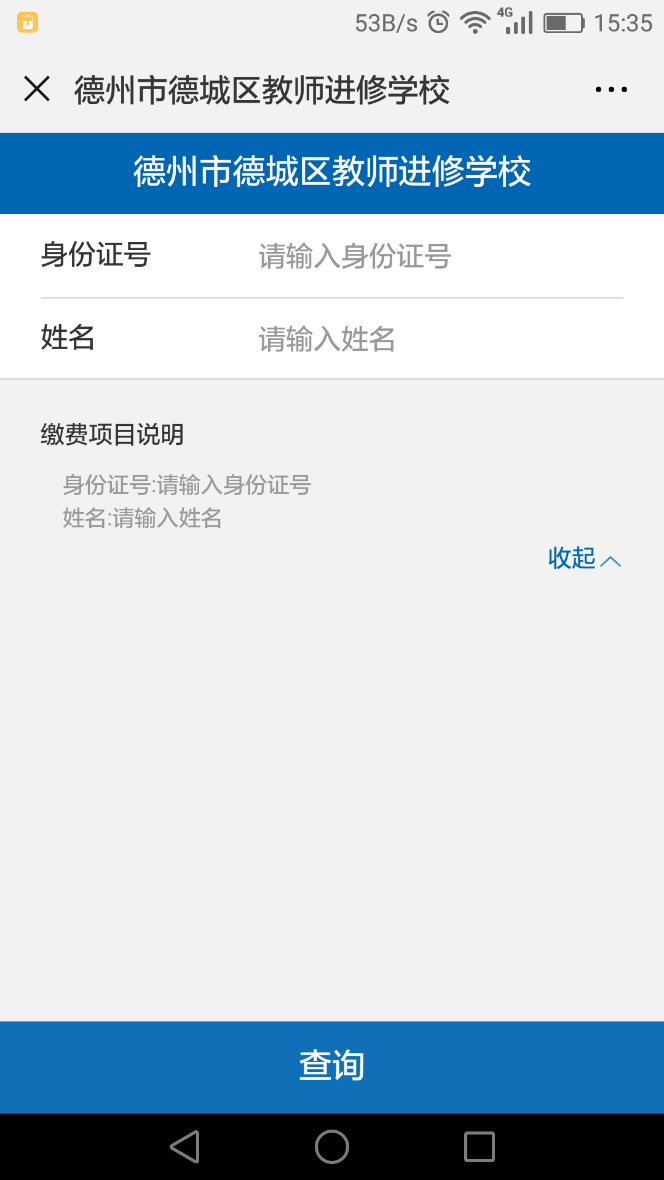 53B/s 4G 15:35
德州市德城区教师进修学校
德州市德城区教师进修学校
身份证号 请输入身份证号
姓名 请输入姓名
缴费项目说明
身份证号:请输入身份证号
姓名:请输入姓名
收起
查询